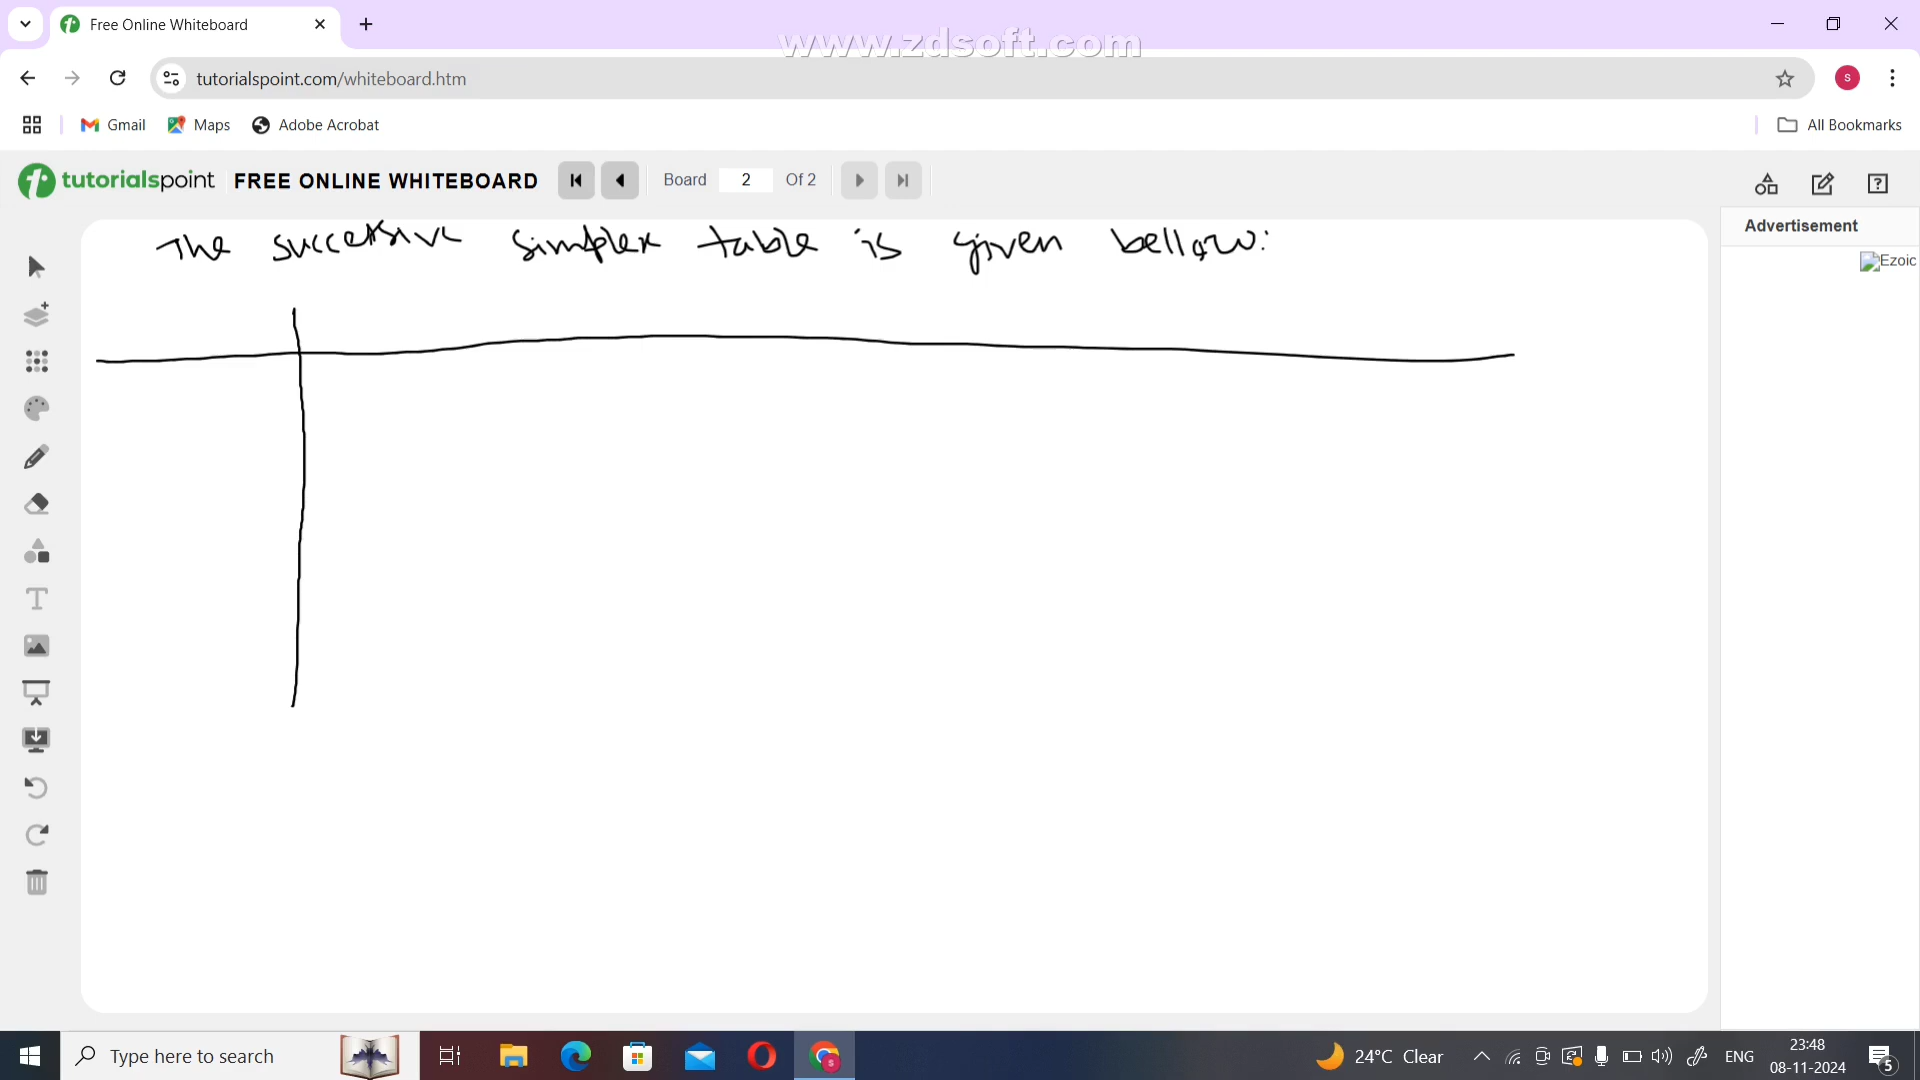 Free Online Whiteboard
www.zdsoft.com
tutorialspoint.com/whiteboard.htm
s
Gmail
Maps
Adobe Acrobat
All Bookmarks
tutorialspoint
FREE ONLINE WHITEBOARD
Board 2 Of 2
Advertisement
Ezoic
The successive simplex table is given bellow:
Type here to search
24°C Clear
ENG
23:48
08-11-2024
5